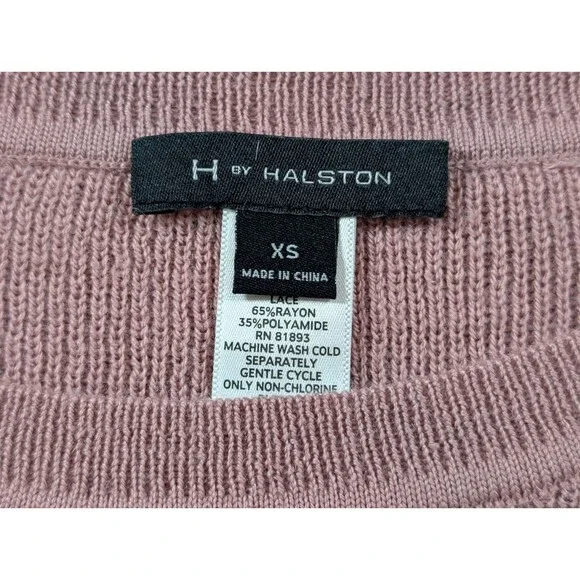 H BY HALSTON
XS
MADE IN CHINA
LACE
65%RAYON
35%POLYAMIDE
RN 81893
MACHINE WASH COLD
SEPARATELY
GENTLE CYCLE
ONLY NON-CHLORINE